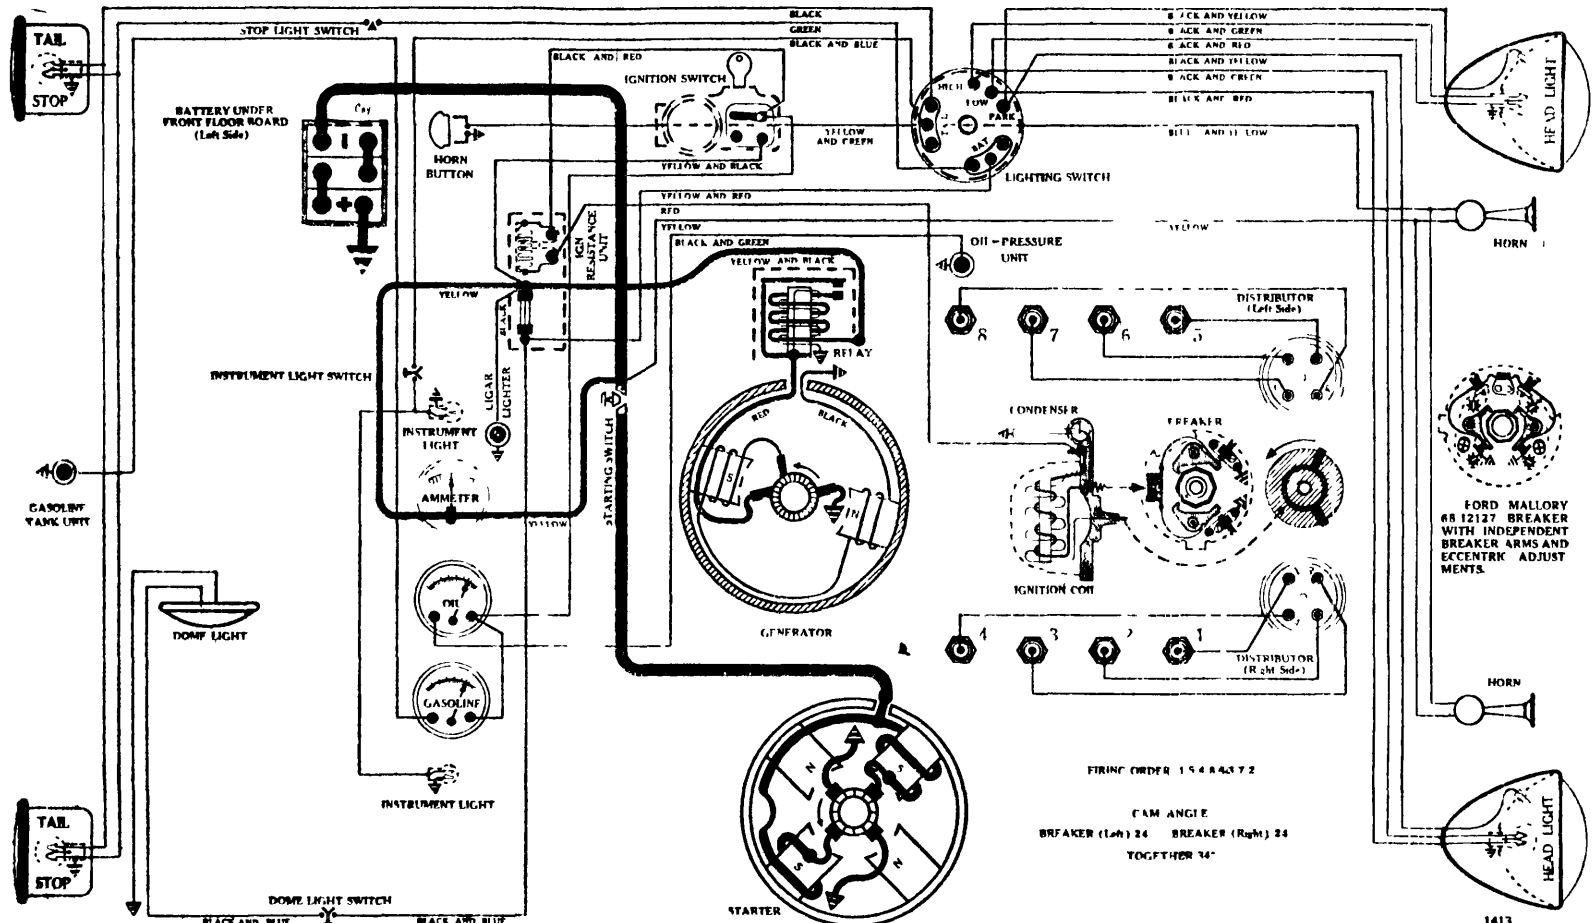 TAIL
STOP
STOP LIGHT SWITCH
BLACK
GREEN
BLACK AND BLUE
BLACK AND RED
IGNITION SWITCH
BATTERY UNDER
FRONT FLOOR BOARD
(Left Side)
HORN
BUTTON
YELLOW
AND GREEN
YELLOW AND BLACK
HIGH
LOW
PARK
BAT
LIGHTING SWITCH
AND YELLOW
AND GREEN
AND RED
BLACK AND YELLOW
AND GREEN
BLACK AND RED
HEAD LIGHT
HORN
YELLOW AND RED
RED
YELLOW
BLACK AND GREEN
YELLOW AND BLACK
YELLOW
OIL-PRESSURE
UNIT
IGN
RESISTANCE
UNIT
YELLOW
BLACK
RELAY
DISTRIBUTOR
(Left Side)
8 7 6 5
INSTRUMENT LIGHT SWITCH
INSTRUMENT
LIGHT
LIGHTER
STARTING SWITCH
AMMETER
YELLOW
RED
BLACK
S
N
GENERATOR
CONDENSER
BREAKER
IGNITION COIL
FORD MALLORY
BREAKER
WITH INDEPENDENT
BREAKER ARMS AND
ECCENTRIC ADJUST
MENTS.
GASOLINE
TANK UNIT
DOME LIGHT
OIL
GASOLINE
INSTRUMENT LIGHT
4 3 2 1
DISTRIBUTOR
(Right Side)
HORN
FIRING ORDER
CAM ANGLE
BREAKER (Left) 24 BREAKER (Right) 24
TOGETHER 34°
TAIL
STOP
DOME LIGHT SWITCH
BLACK AND BLUE
BLACK AND BLUE
N
S
S
N
STARTER
HEAD LIGHT
1413